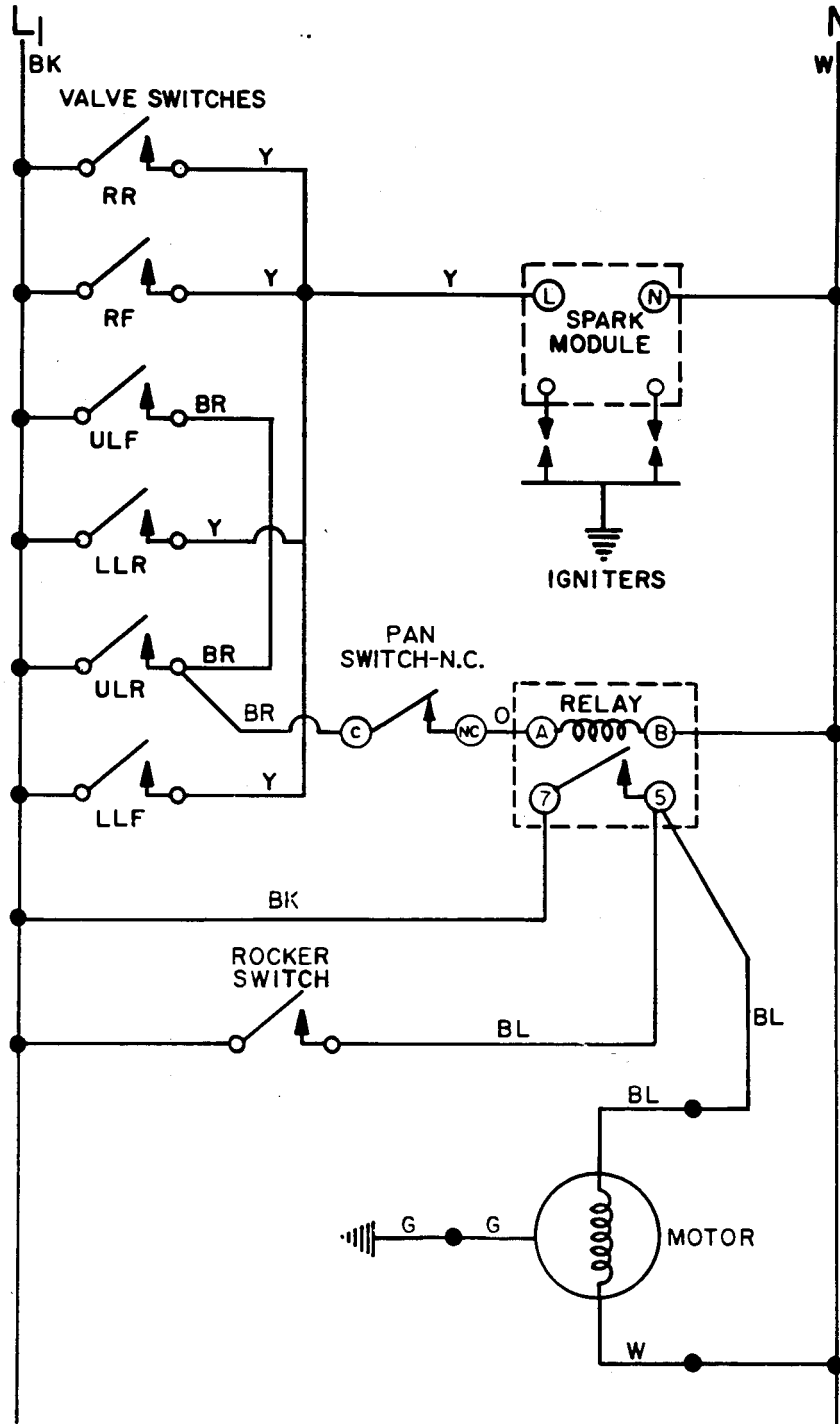 L1
N
BK
W
VALVE SWITCHES
Y
RR
Y
Y
RF
L
N
SPARK
MODULE
BR
ULF
Y
LLR
IGNITERS
PAN
SWITCH-N.C.
BR
ULR
BR
C
NC
O
RELAY
A
B
Y
LLF
7
5
BK
ROCKER
SWITCH
BL
BL
BL
G
G
MOTOR
W